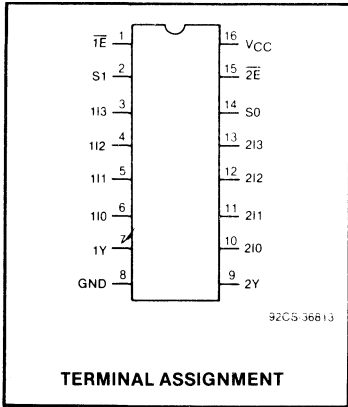 1E 1 16 VCC
S1 2 15 2E
1I3 3 14 S0
1I2 4 13 2I3
1I1 5 12 2I2
1I0 6 11 2I1
1Y 7 10 2I0
GND 8 9 2Y
92CS-36813
TERMINAL ASSIGNMENT